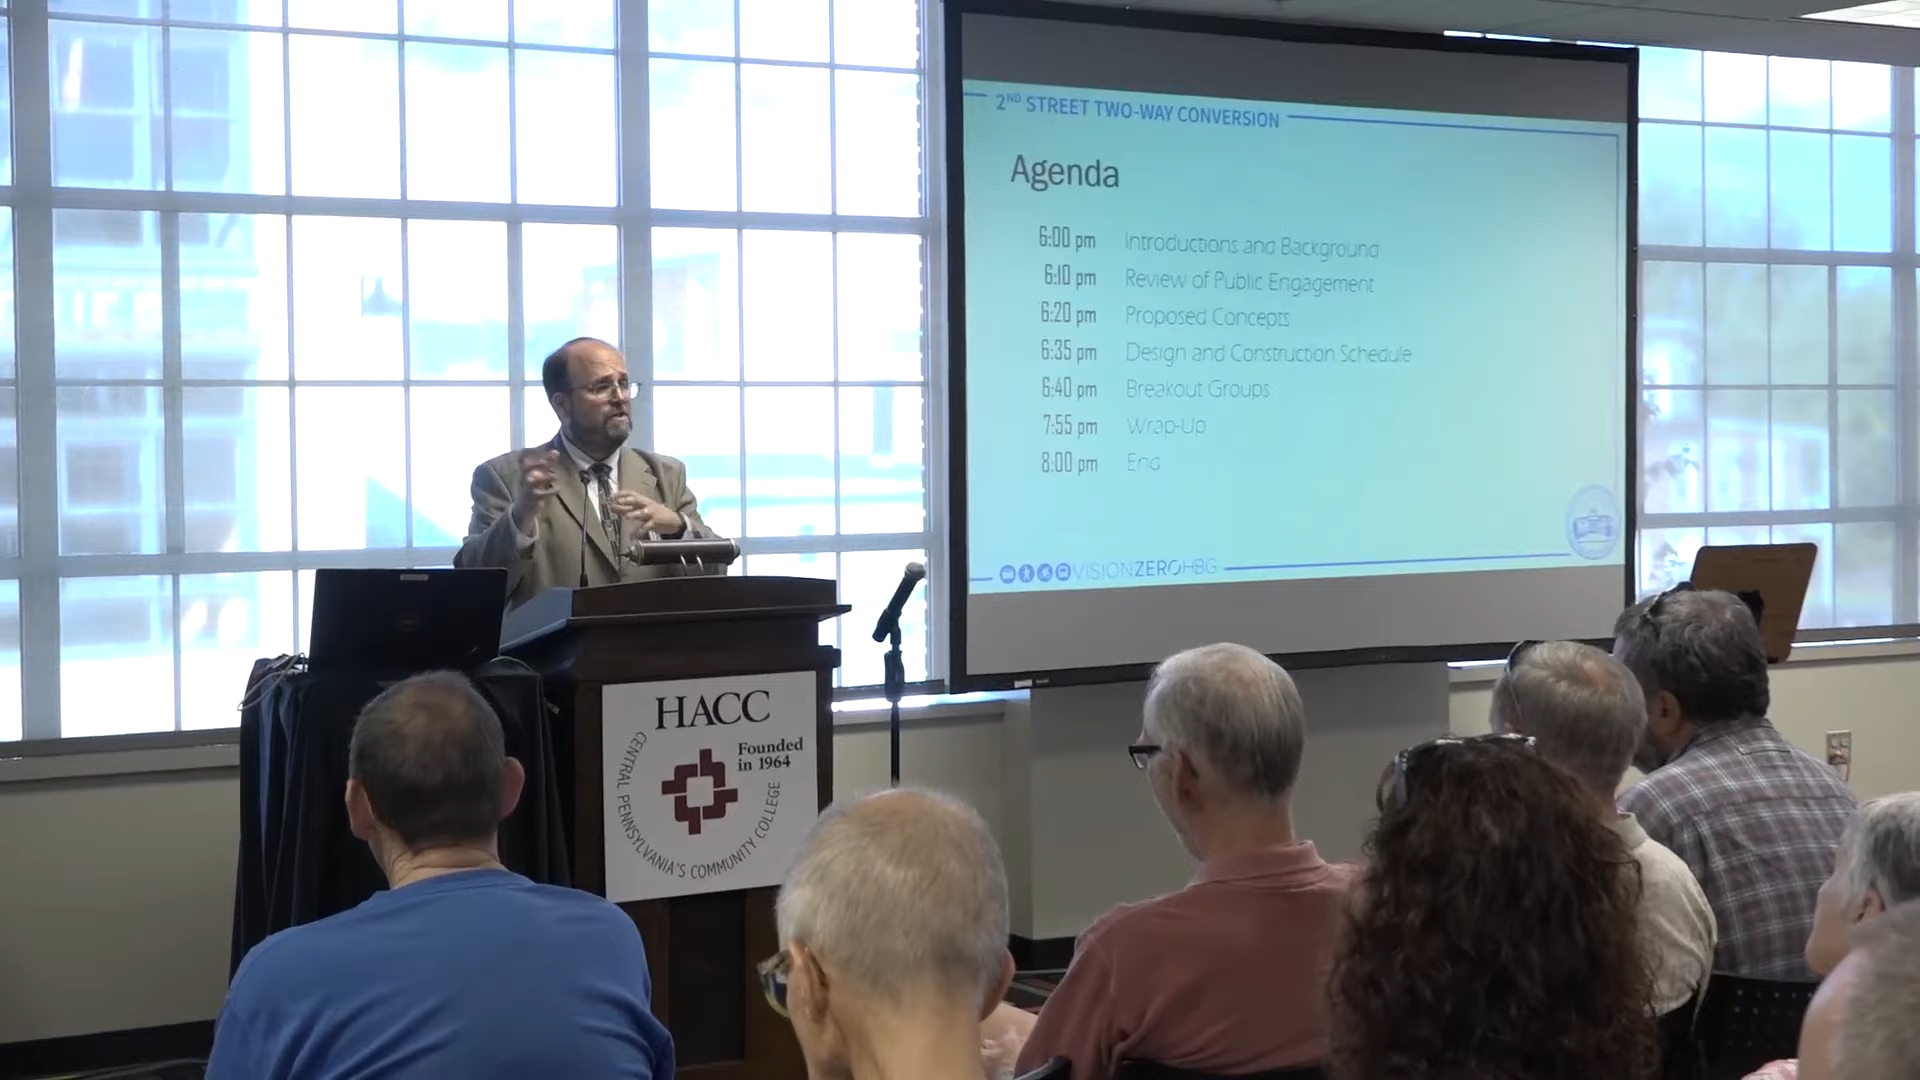 2ND STREET TWO-WAY CONVERSION
Agenda
6:00 pm Introductions and Background
6:10 pm Review of Public Engagement
6:20 pm Proposed Concepts
6:35 pm Design and Construction Schedule
6:40 pm Breakout Groups
7:55 pm Wrap-Up
8:00 pm End
VISIONZEROHBG
HACC
Founded
in 1964
CENTRAL PENNSYLVANIA'S COMMUNITY COLLEGE